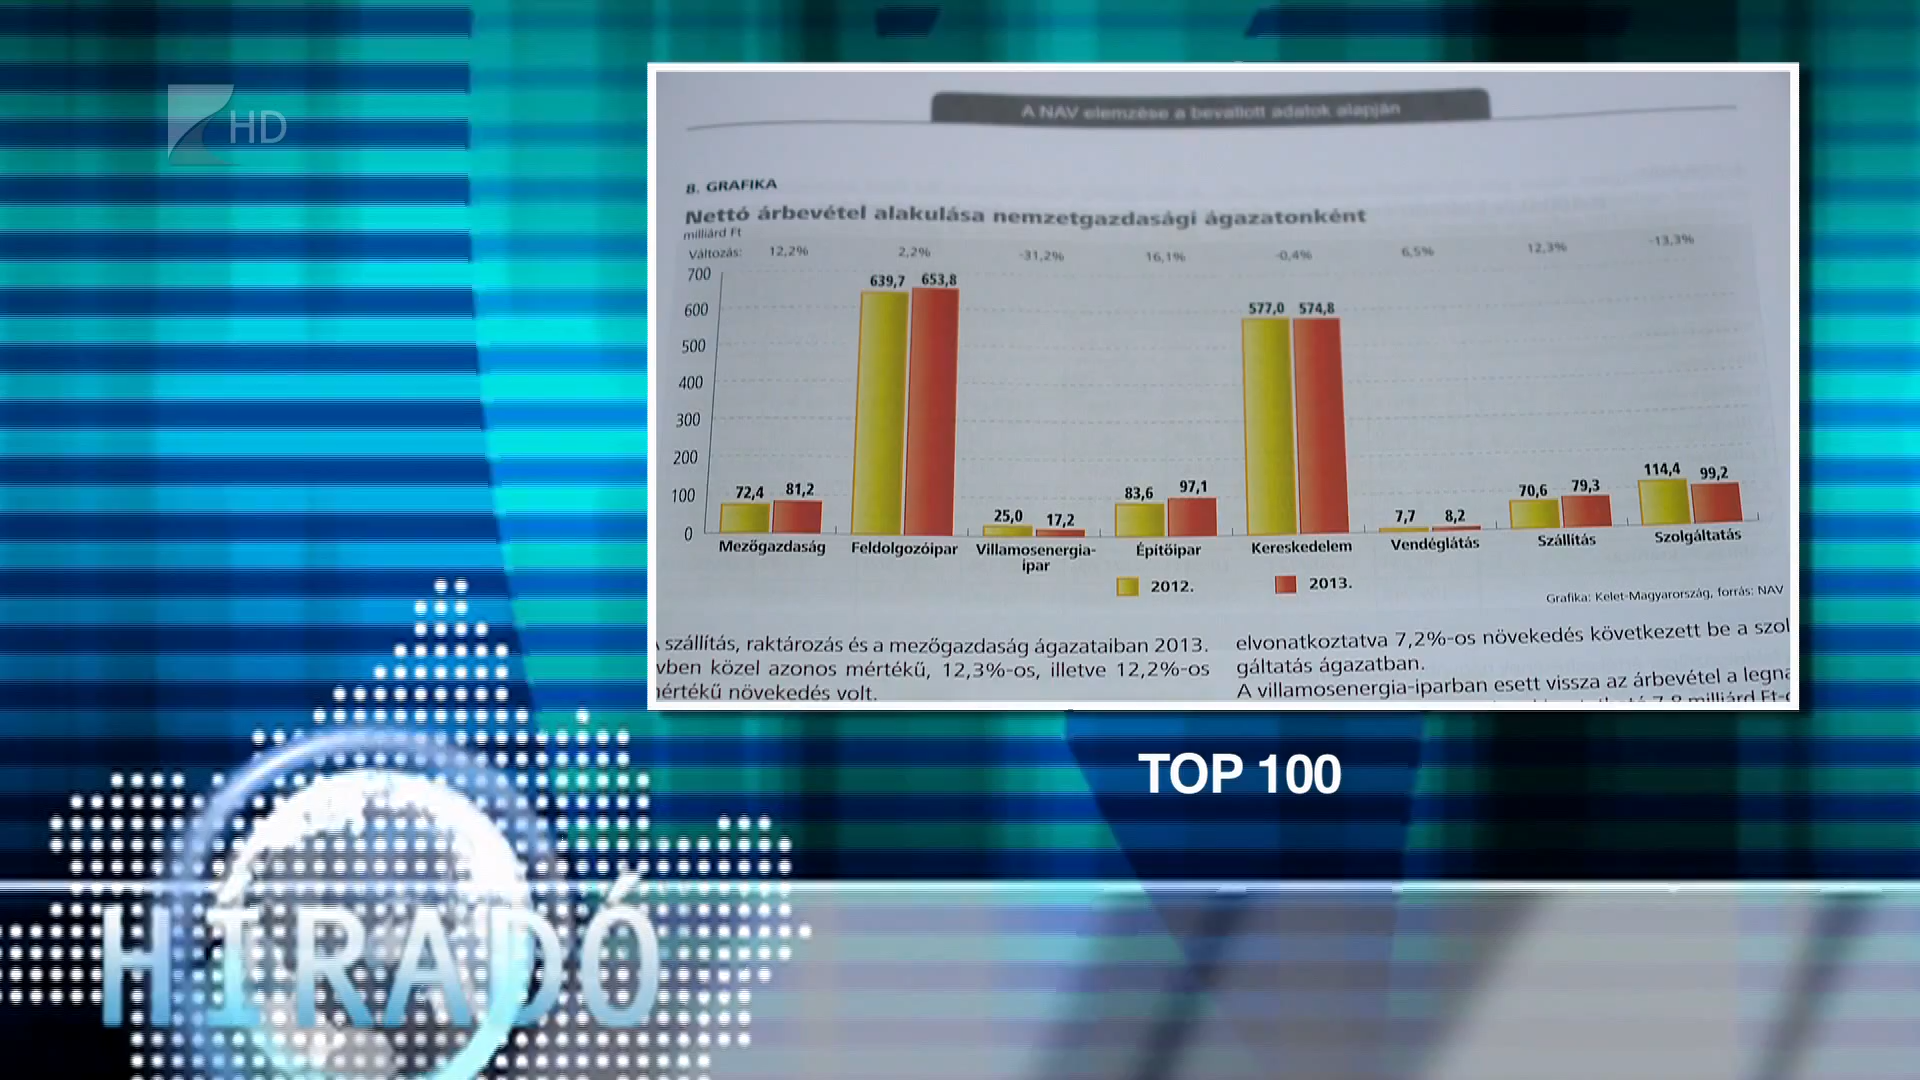 HD
A NAV elemzése a bevallott adatok alapján
8. GRAFIKA
Nettó árbevétel alakulása nemzetgazdasági ágazatonként
milliárd Ft
Változás: 12,2% 2,2% -31,2% 16,1% -0,4% 6,5% 12,3% -13,3%
700
600
500
400
300
200
100
0
72,4 81,2 639,7 653,8 25,0 17,2 83,6 97,1 577,0 574,8 7,7 8,2 70,6 79,3 114,4 99,2
Mezőgazdaság Feldolgozóipar Villamosenergia- Építőipar Kereskedelem Vendéglátás Szállítás Szolgáltatás
ipar
2012. 2013.
Grafika: Kelet-Magyarország, forrás: NAV
szállítás, raktározás és a mezőgazdaság ágazataiban 2013.
vben közel azonos mértékű, 12,3%-os, illetve 12,2%-os
értékű növekedés volt.
elvonatkoztatva 7,2%-os növekedés következett be a szol
gáltatás ágazatban.
A villamosenergia-iparban esett vissza az árbevétel a legna
7,8 milliárd Ft-
TOP 100
HÍRADÓ